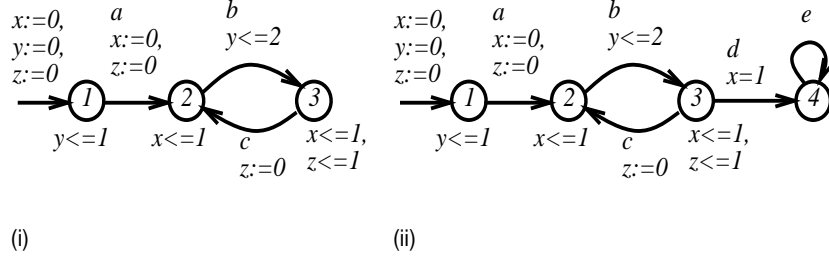 x:=0,
y:=0,
z:=0
a
x:=0,
z:=0
b
y<=2
1
2
3
y<=1
x<=1
c
z:=0
x<=1,
z<=1
(i)
x:=0,
y:=0,
z:=0
a
x:=0,
z:=0
b
y<=2
d
x=1
e
1
2
3
4
y<=1
x<=1
c
z:=0
x<=1,
z<=1
(ii)